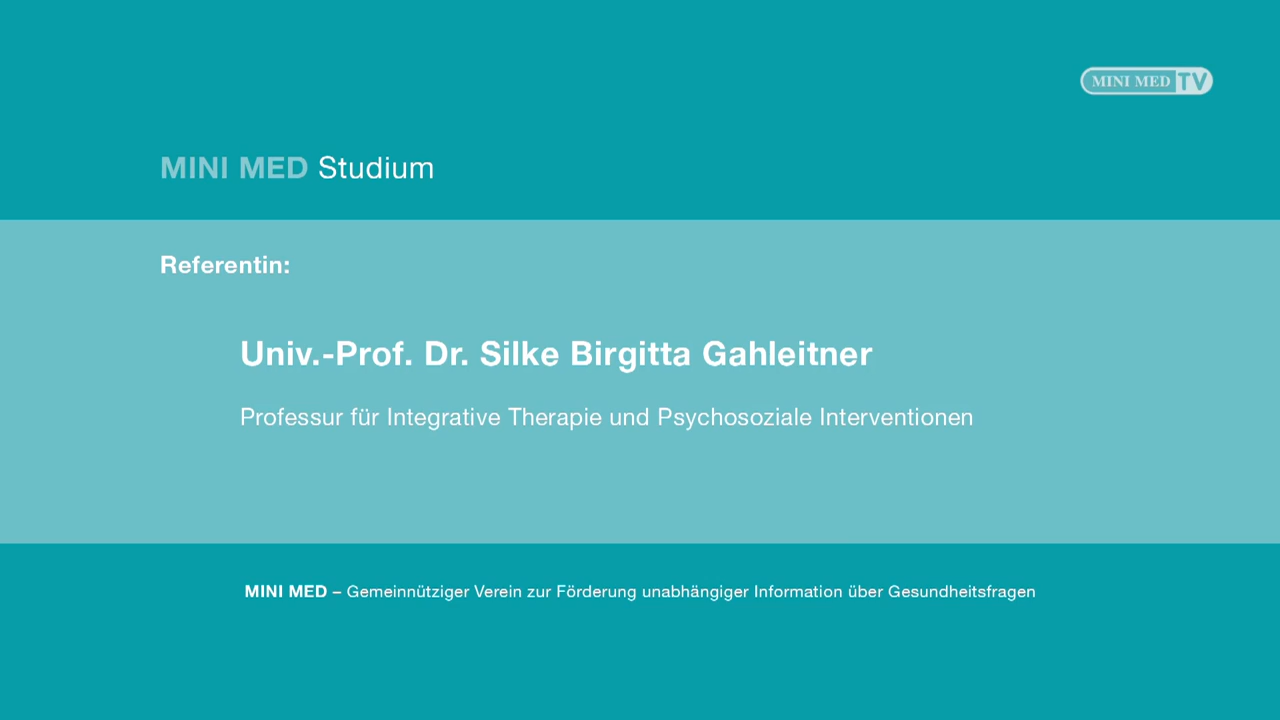 MINI MED TV
MINI MED Studium
Referentin:
Univ.-Prof. Dr. Silke Birgitta Gahleitner
Professur für Integrative Therapie und Psychosoziale Interventionen
MINI MED – Gemeinnütziger Verein zur Förderung unabhängiger Information über Gesundheitsfragen